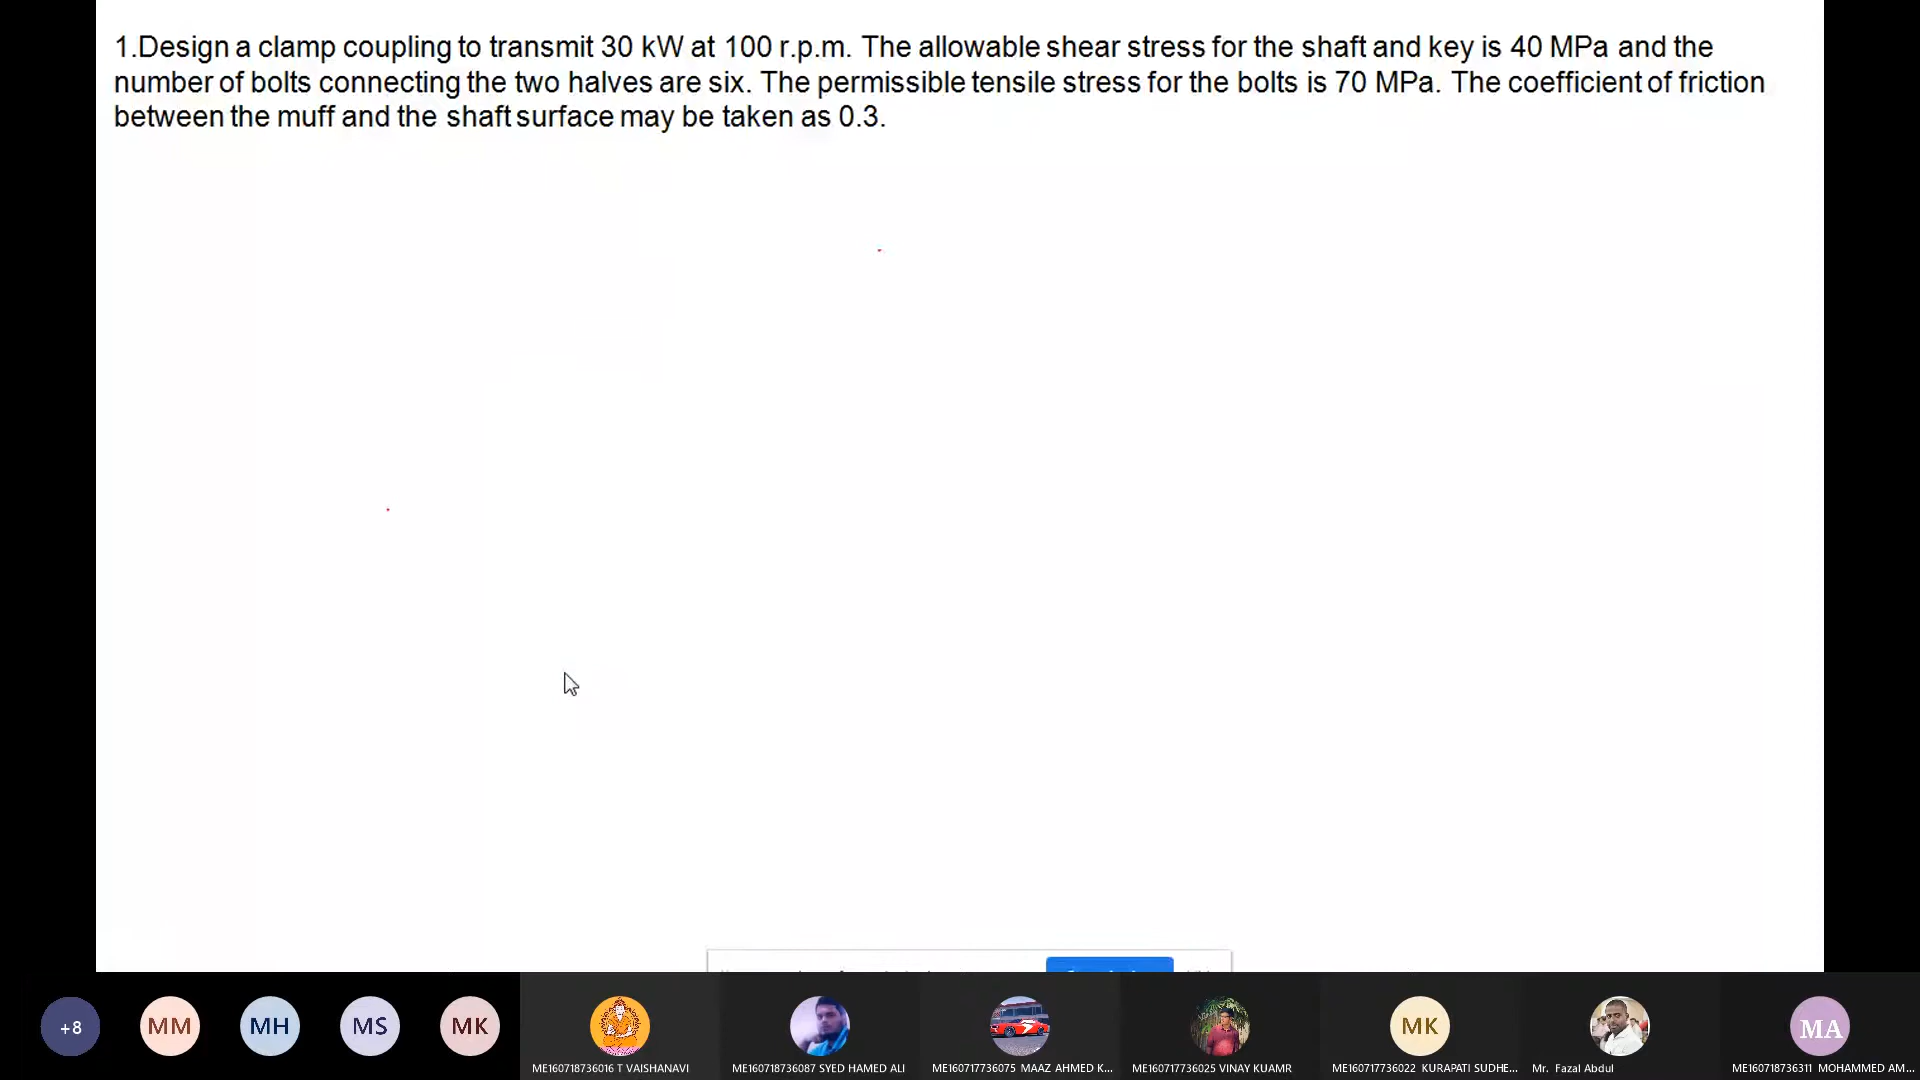 1.Design a clamp coupling to transmit 30 kW at 100 r.p.m. The allowable shear stress for the shaft and key is 40 MPa and the
number of bolts connecting the two halves are six. The permissible tensile stress for the bolts is 70 MPa. The coefficient of friction
between the muff and the shaft surface may be taken as 0.3.
+8
MM
MH
MS
MK
MK
MA
ME160718736016 T VAISHANAVI
ME160718736087 SYED HAMED ALI
ME160717736075 MAAZ AHMED K...
ME160717736025 VINAY KUAMR
ME160717736022 KURAPATI SUDHE...
Mr. Fazal Abdul
ME160718736311 MOHAMMED AM...